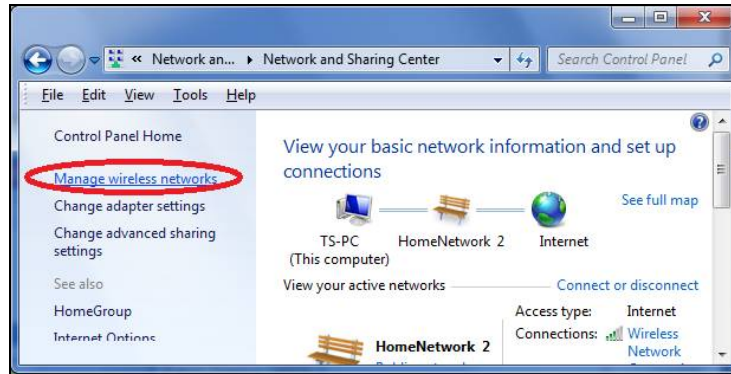 « Network an... ▸ Network and Sharing Center
Search Control Panel
File Edit View Tools Help
Control Panel Home
Manage wireless networks
Change adapter settings
Change advanced sharing
settings
See also
HomeGroup
Internet Options
View your basic network information and set up
connections
See full map
TS-PC HomeNetwork 2 Internet
(This computer)
View your active networks Connect or disconnect
Access type: Internet
Connections: Wireless
Network
HomeNetwork 2